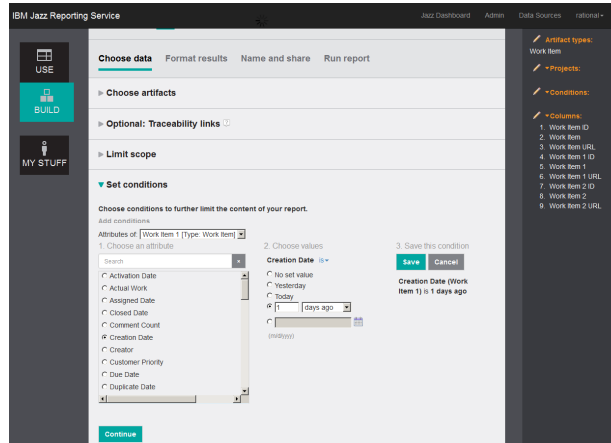 IBM Jazz Reporting Service
Jazz Dashboard Admin Data Sources rational
USE
BUILD
MY STUFF
Choose data Format results Name and share Run report
Choose artifacts
Optional: Traceability links ?
Limit scope
Set conditions
Choose conditions to further limit the content of your report.
Add conditions
Attributes of: Work Item 1 [Type: Work Item]
1. Choose an attribute
Search
Activation Date
Actual Work
Assigned Date
Closed Date
Comment Count
Creation Date
Creator
Customer Priority
Due Date
Duplicate Date
2. Choose values
Creation Date is
No set value
Yesterday
Today
1 days ago
3. Save this condition
Save Cancel
Creation Date (Work
Item 1) is 1 days ago
Continue
Artifact types:
Work Item
Projects:
Conditions:
Columns:
1. Work Item ID
2. Work Item
3. Work Item URL
4. Work Item 1 ID
5. Work Item 1
6. Work Item 1 URL
7. Work Item 2 ID
8. Work Item 2
9. Work Item 2 URL